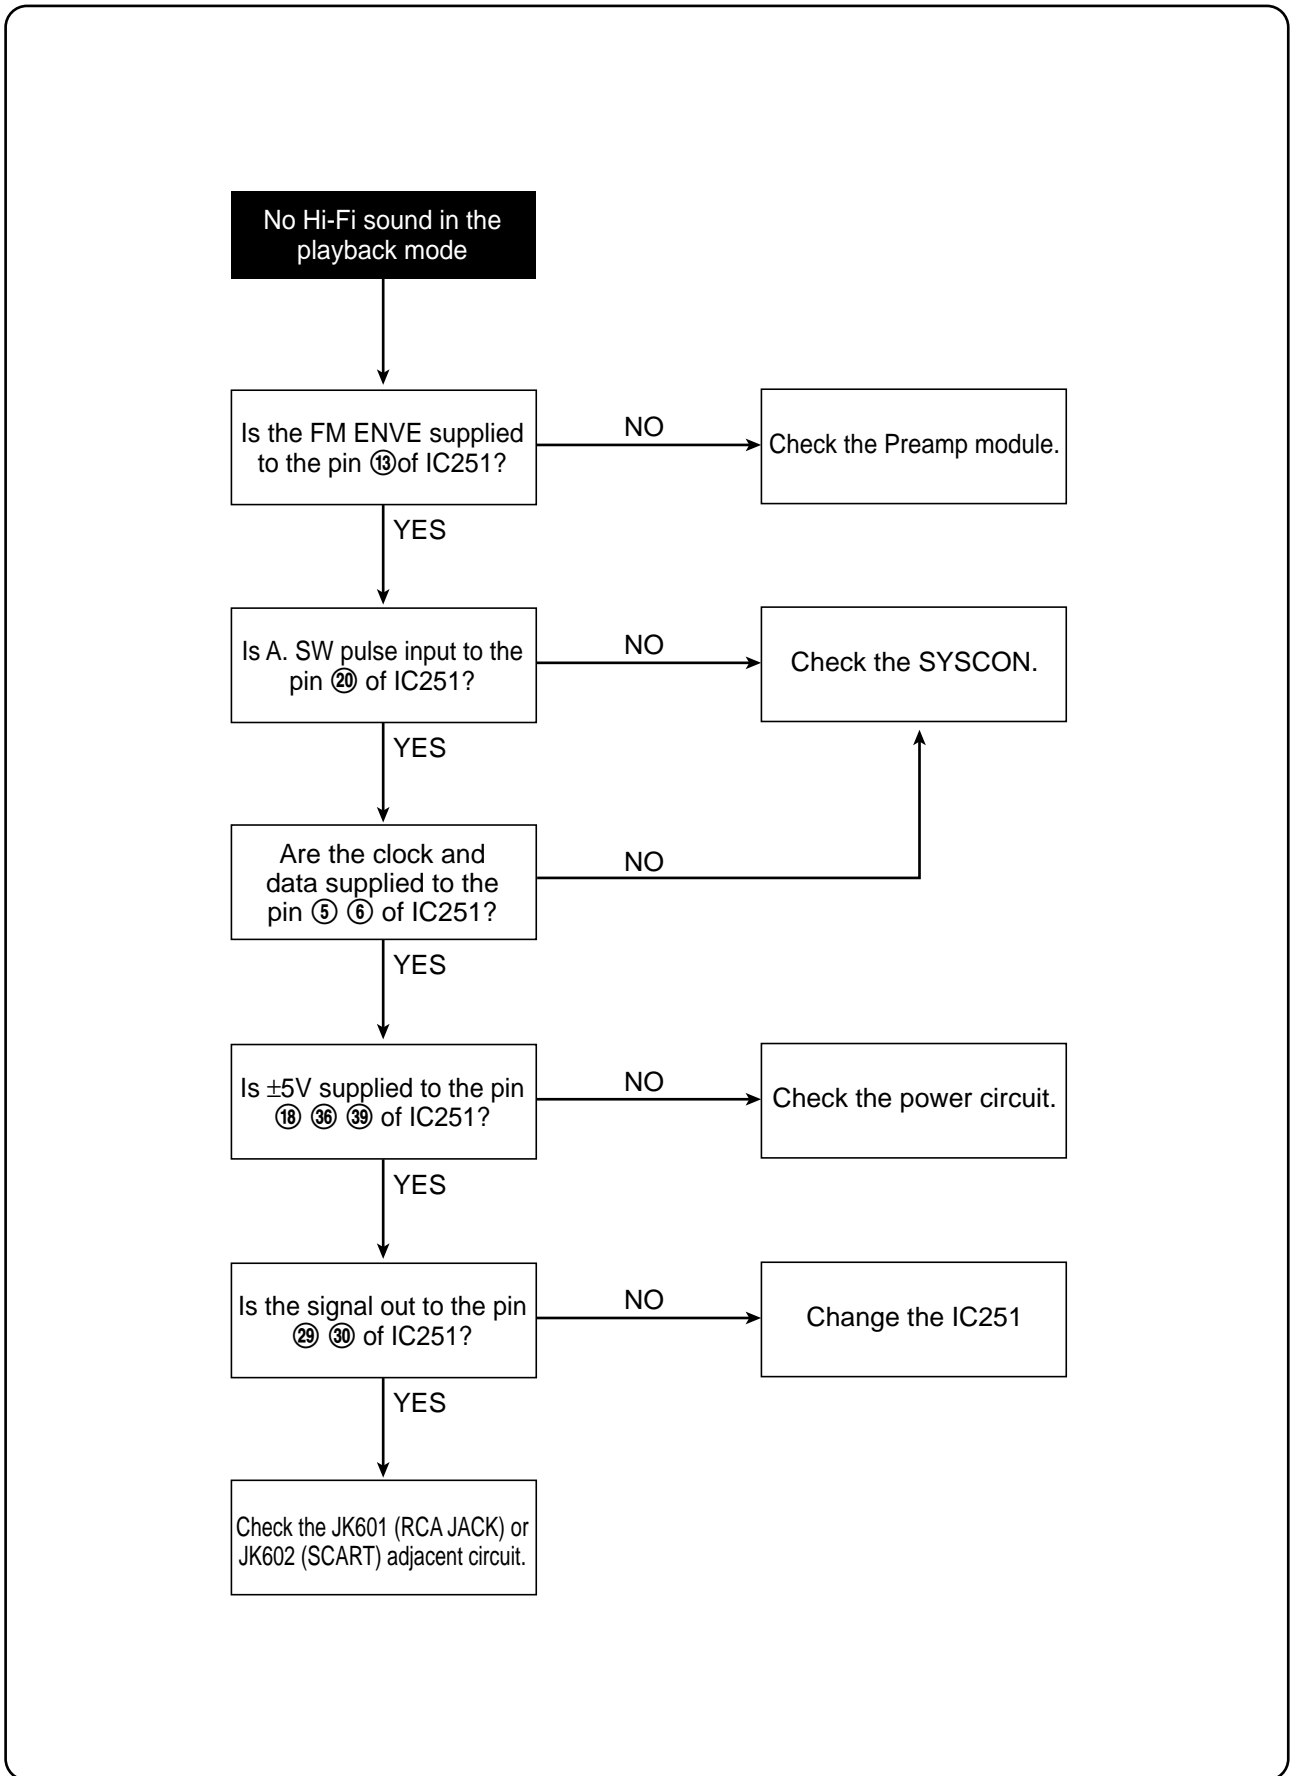 No Hi-Fi sound in the
playback mode
Is the FM ENVE supplied
to the pin ⑬of IC251?
NO
Check the Preamp module.
YES
Is A. SW pulse input to the
pin ⑳ of IC251?
NO
Check the SYSCON.
YES
Are the clock and
data supplied to the
pin ⑤ ⑥ of IC251?
NO
YES
Is ±5V supplied to the pin
⑱ ㊱ ㊴ of IC251?
NO
Check the power circuit.
YES
Is the signal out to the pin
㉙ ㉚ of IC251?
NO
Change the IC251
YES
Check the JK601 (RCA JACK) or
JK602 (SCART) adjacent circuit.